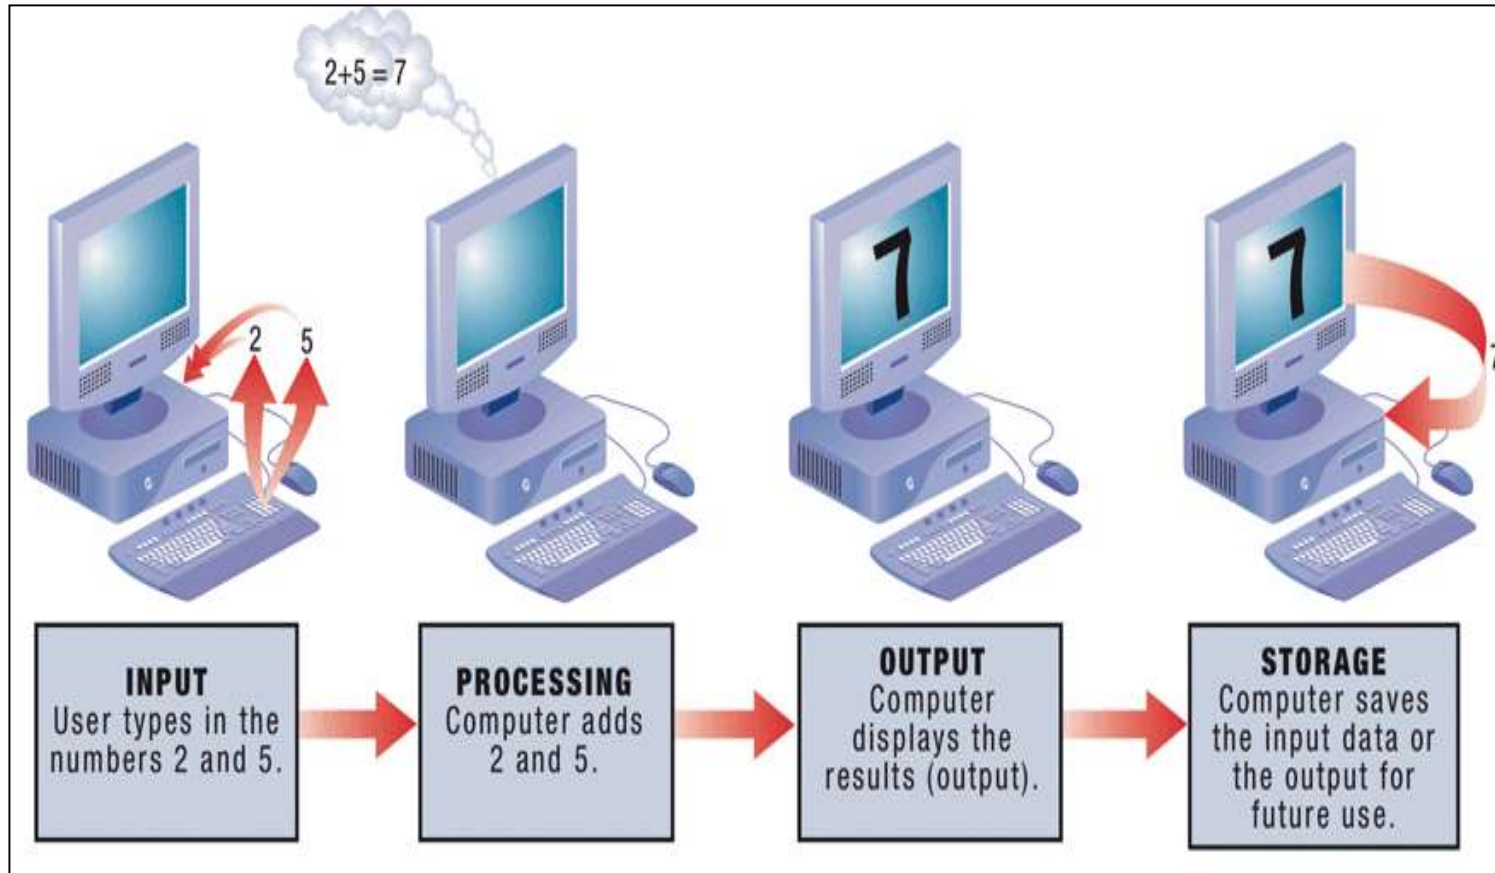 2+5 = 7
2
5
7
7
7
INPUT
User types in the
numbers 2 and 5.
PROCESSING
Computer adds
2 and 5.
OUTPUT
Computer
displays the
results (output).
STORAGE
Computer saves
the input data or
the output for
future use.